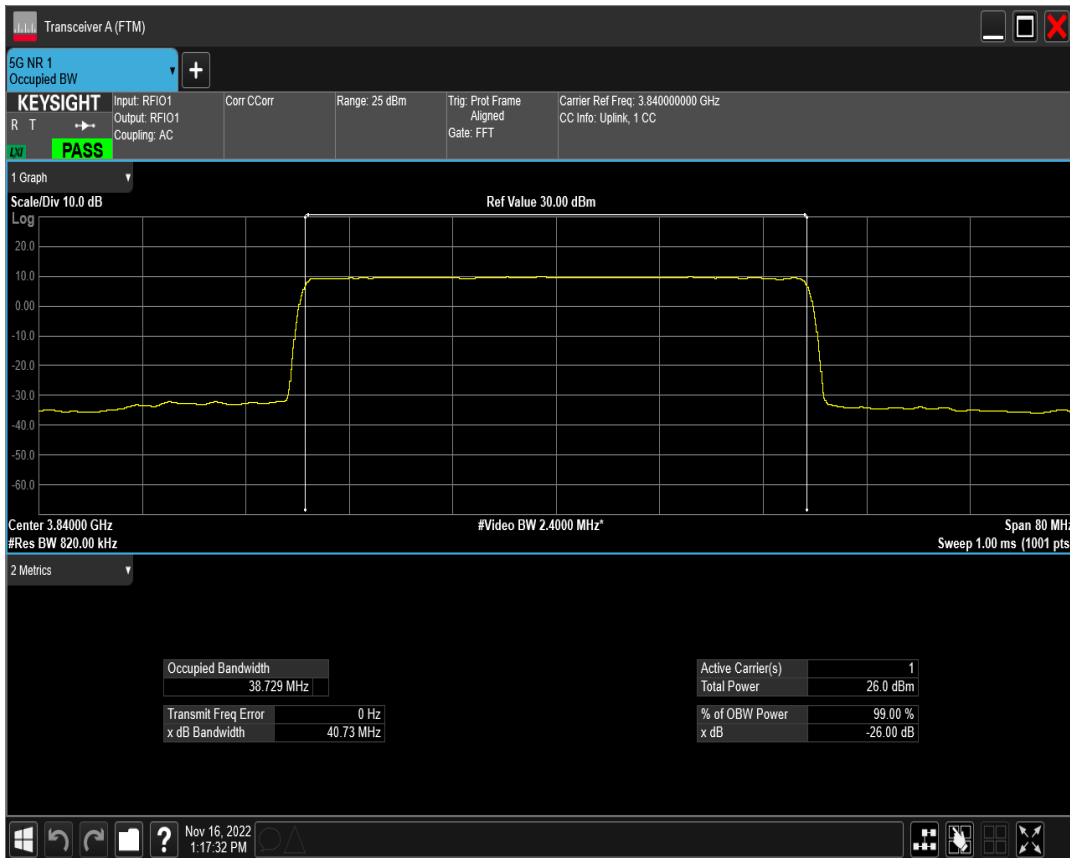 Transceiver A (FTM)
5G NR 1
Occupied BW
+
KEYSIGHT
R T
LXI
PASS
Input: RFIO1
Output: RFIO1
Coupling: AC
Corr CCorr
Range: 25 dBm
Trig: Prot Frame
Aligned
Gate: FFT
Carrier Ref Freq: 3.840000000 GHz
CC Info: Uplink, 1 CC
1 Graph
Scale/Div 10.0 dB
Ref Value 30.00 dBm
Log
20.0
10.0
0.00
-10.0
-20.0
-30.0
-40.0
-50.0
-60.0
Center 3.84000 GHz
#Video BW 2.4000 MHz*
Span 80 MHz
#Res BW 820.00 kHz
Sweep 1.00 ms (1001 pts
2 Metrics
Occupied Bandwidth
38.729 MHz
Transmit Freq Error 0 Hz
x dB Bandwidth 40.73 MHz
Active Carrier(s) 1
Total Power 26.0 dBm
% of OBW Power 99.00 %
x dB -26.00 dB
?
Nov 16, 2022
1:17:32 PM